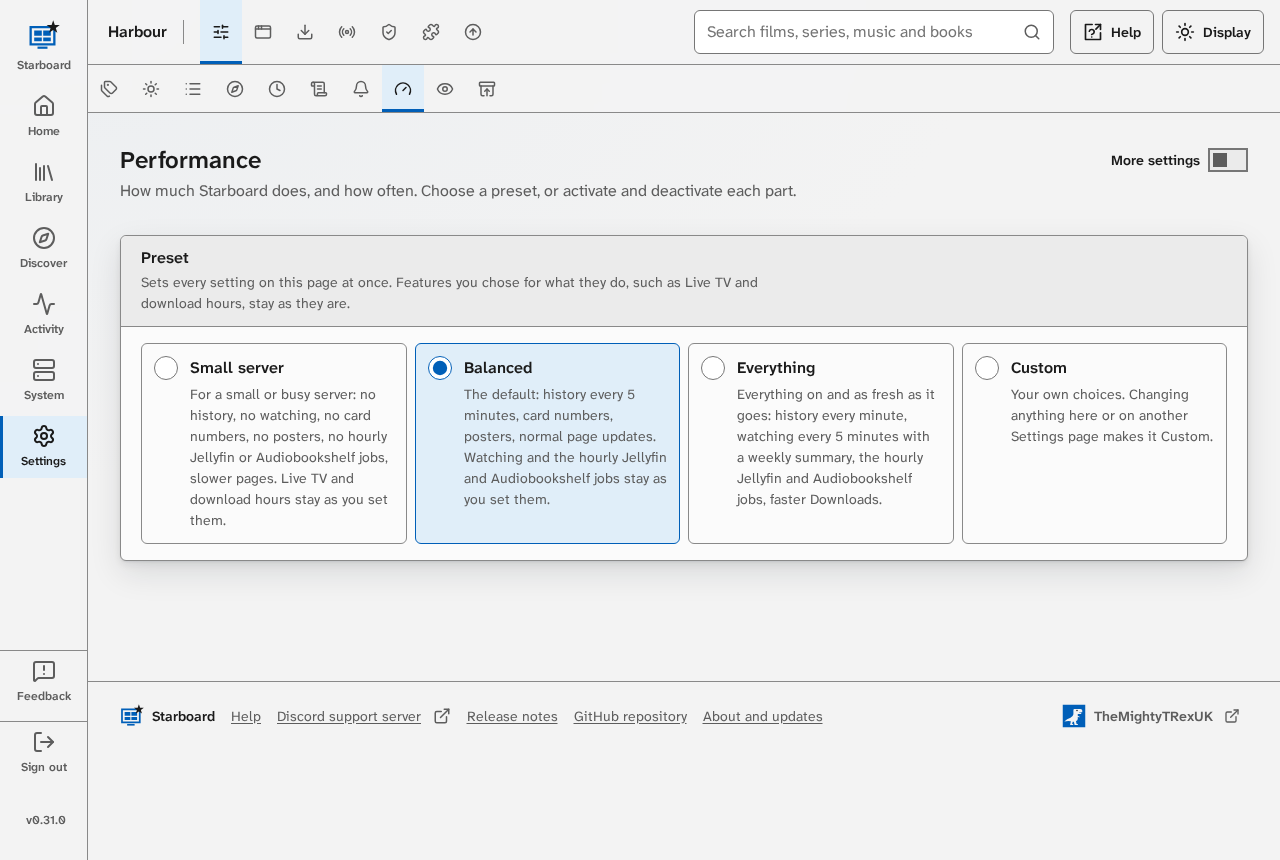 Starboard
Home
Library
Discover
Activity
System
Settings
Feedback
Sign out
v0.31.0
Harbour
Search films, series, music and books
Help
Display
Performance
How much Starboard does, and how often. Choose a preset, or activate and deactivate each part.
More settings
Preset
Sets every setting on this page at once. Features you chose for what they do, such as Live TV and
download hours, stay as they are.
Small server
For a small or busy server: no
history, no watching, no card
numbers, no posters, no hourly
Jellyfin or Audiobookshelf jobs,
slower pages. Live TV and
download hours stay as you set
them.
Balanced
The default: history every 5
minutes, card numbers,
posters, normal page updates.
Watching and the hourly Jellyfin
and Audiobookshelf jobs stay as
you set them.
Everything
Everything on and as fresh as it
goes: history every minute,
watching every 5 minutes with
a weekly summary, the hourly
Jellyfin and Audiobookshelf
jobs, faster Downloads.
Custom
Your own choices. Changing
anything here or on another
Settings page makes it Custom.
Starboard
Help
Discord support server
Release notes
GitHub repository
About and updates
TheMightyTRexUK